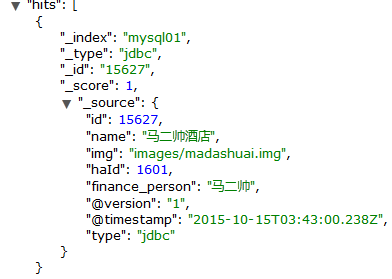 "hits": [
{
"_index": "mysql01",
"_type": "jdbc",
"_id": "15627",
"_score": 1,
"_source": {
"id": 15627,
"name": "马二帅酒店",
"img": "images/madashuai.img",
"haId": 1601,
"finance_person": "马二帅",
"@version": "1",
"@timestamp": "2015-10-15T03:43:00.238Z",
"type": "jdbc"
}
}